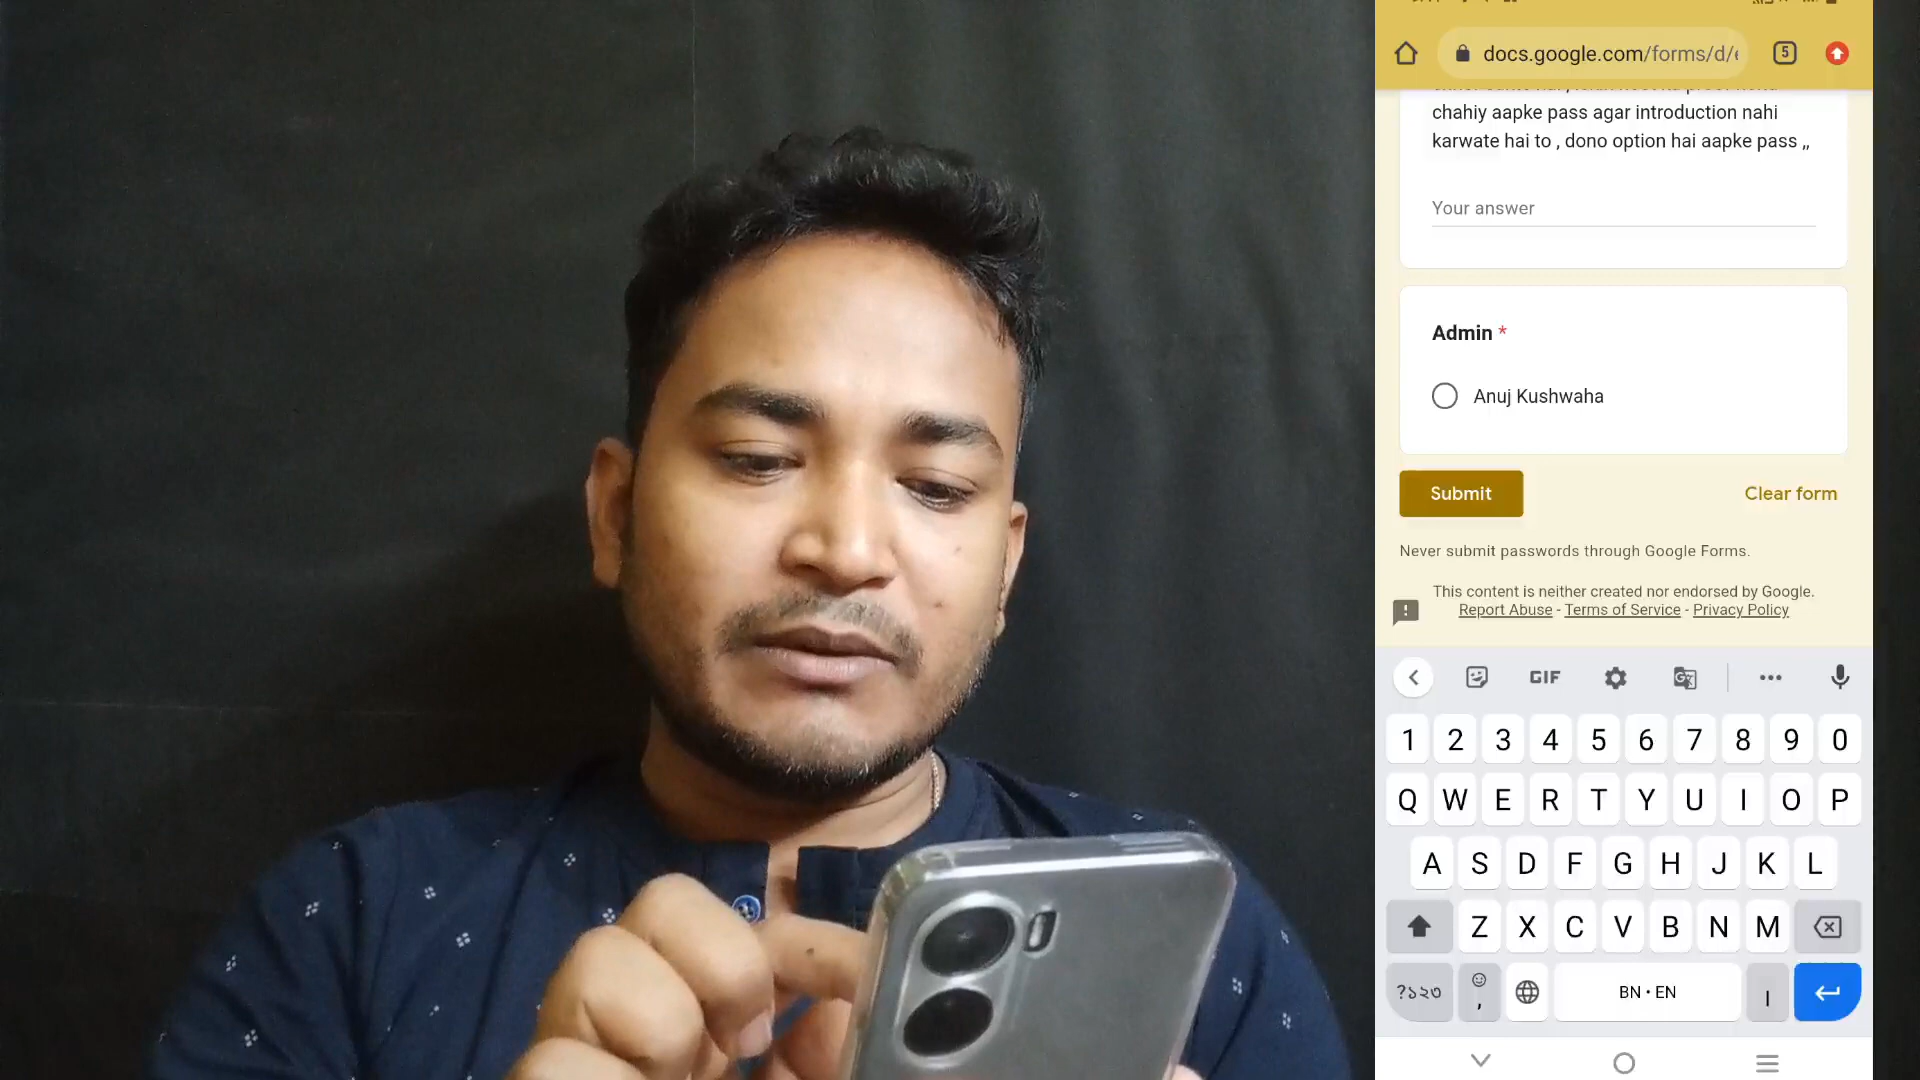 docs.google.com/forms/d/
5
chahiy aapke pass agar introduction nahi
karwate hai to , dono option hai aapke pass ,,
Your answer
Admin *
Anuj Kushwaha
Submit
Clear form
Never submit passwords through Google Forms.
This content is neither created nor endorsed by Google.
Report Abuse - Terms of Service - Privacy Policy
GIF
1 2 3 4 5 6 7 8 9 0
Q W E R T Y U I O P
A S D F G H J K L
Z X C V B N M
?১২৩ , BN • EN ।